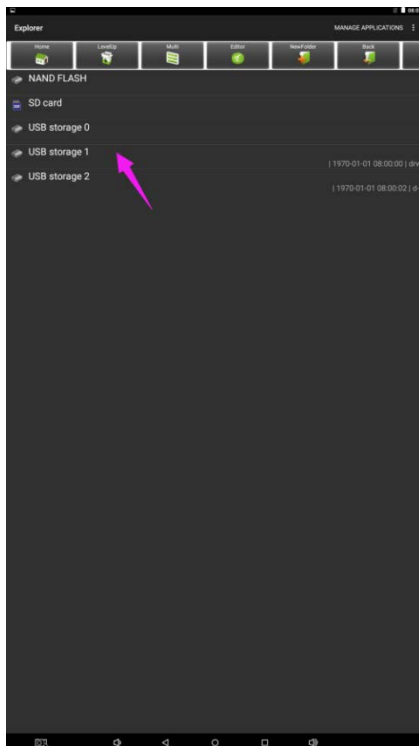 Explorer
MANAGE APPLICATIONS
Home LevelUp Multi Editor NewFolder Back
NAND FLASH
SD card
USB storage 0
USB storage 1
| 1970-01-01 08:00:00 |
USB storage 2
| 1970-01-01 08:00:02 |